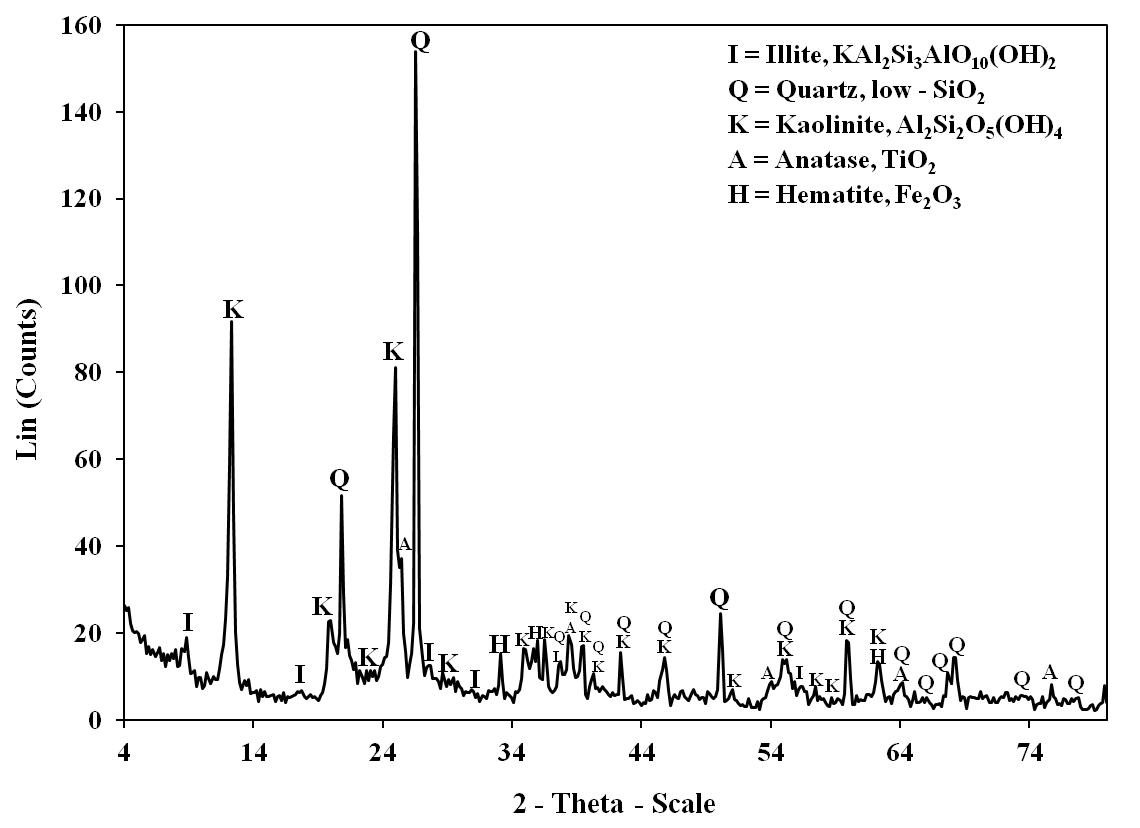 160
140
120
100
80
60
40
20
0
Lin (Counts)
I = Illite, KAl₂Si₃AlO₁₀(OH)₂
Q = Quartz, low - SiO₂
K = Kaolinite, Al₂Si₂O₅(OH)₄
A = Anatase, TiO₂
H = Hematite, Fe₂O₃
I
K
I
K
Q
K
K
A
Q
I
K
I
H
K
H
K
Q
I
K
A
Q
K
Q
K
Q
K
Q
K
Q
K
A
Q
K
I
K
K
Q
K
K
H
Q
A
Q
Q
Q
Q
A
Q
4 14 24 34 44 54 64 74
2 - Theta - Scale